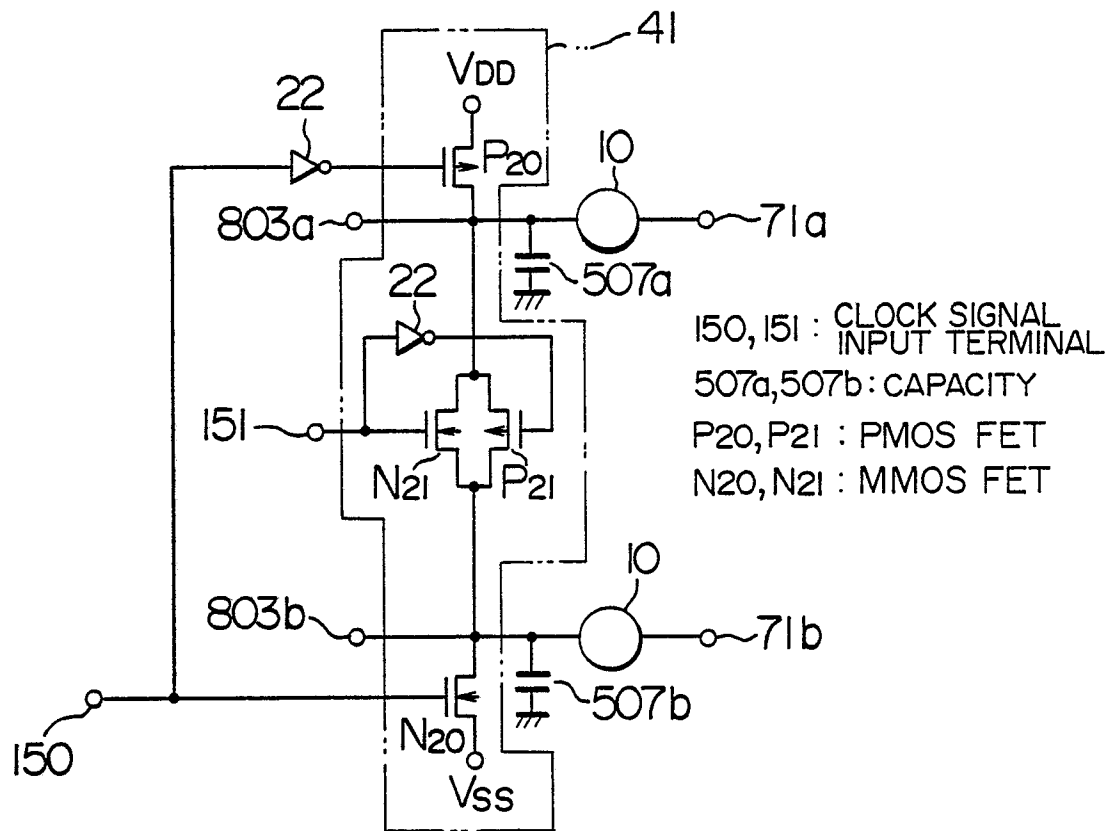 41
VDD
22
P20
10
803a
71a
507a
22
150, 151 : CLOCK SIGNAL
INPUT TERMINAL
507a, 507b : CAPACITY
151
P20, P21 : PMOS FET
N21
P21
N20, N21 : MMOS FET
10
803b
71b
507b
N20
150
VSS